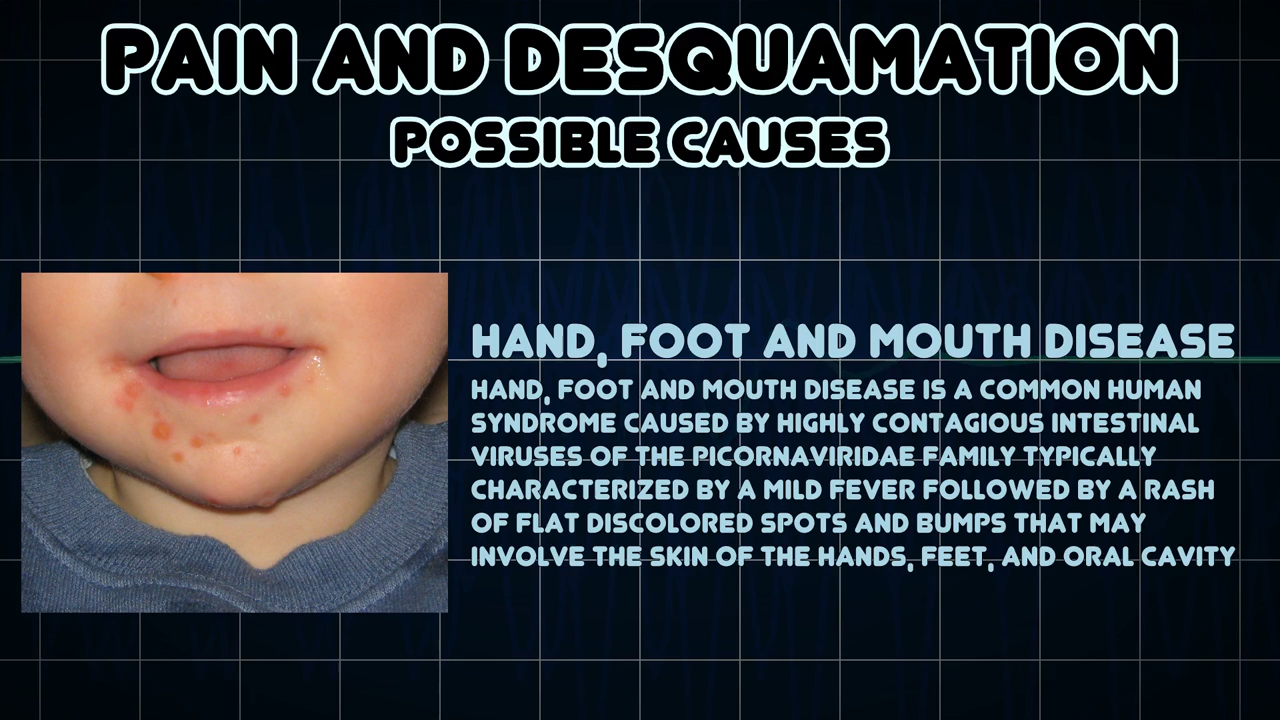 PAIN AND DESQUAMATION
POSSIBLE CAUSES
HAND, FOOT AND MOUTH DISEASE
HAND, FOOT AND MOUTH DISEASE IS A COMMON HUMAN
SYNDROME CAUSED BY HIGHLY CONTAGIOUS INTESTINAL
VIRUSES OF THE PICORNAVIRIDAE FAMILY TYPICALLY
CHARACTERIZED BY A MILD FEVER FOLLOWED BY A RASH
OF FLAT DISCOLORED SPOTS AND BUMPS THAT MAY
INVOLVE THE SKIN OF THE HANDS, FEET, AND ORAL CAVITY